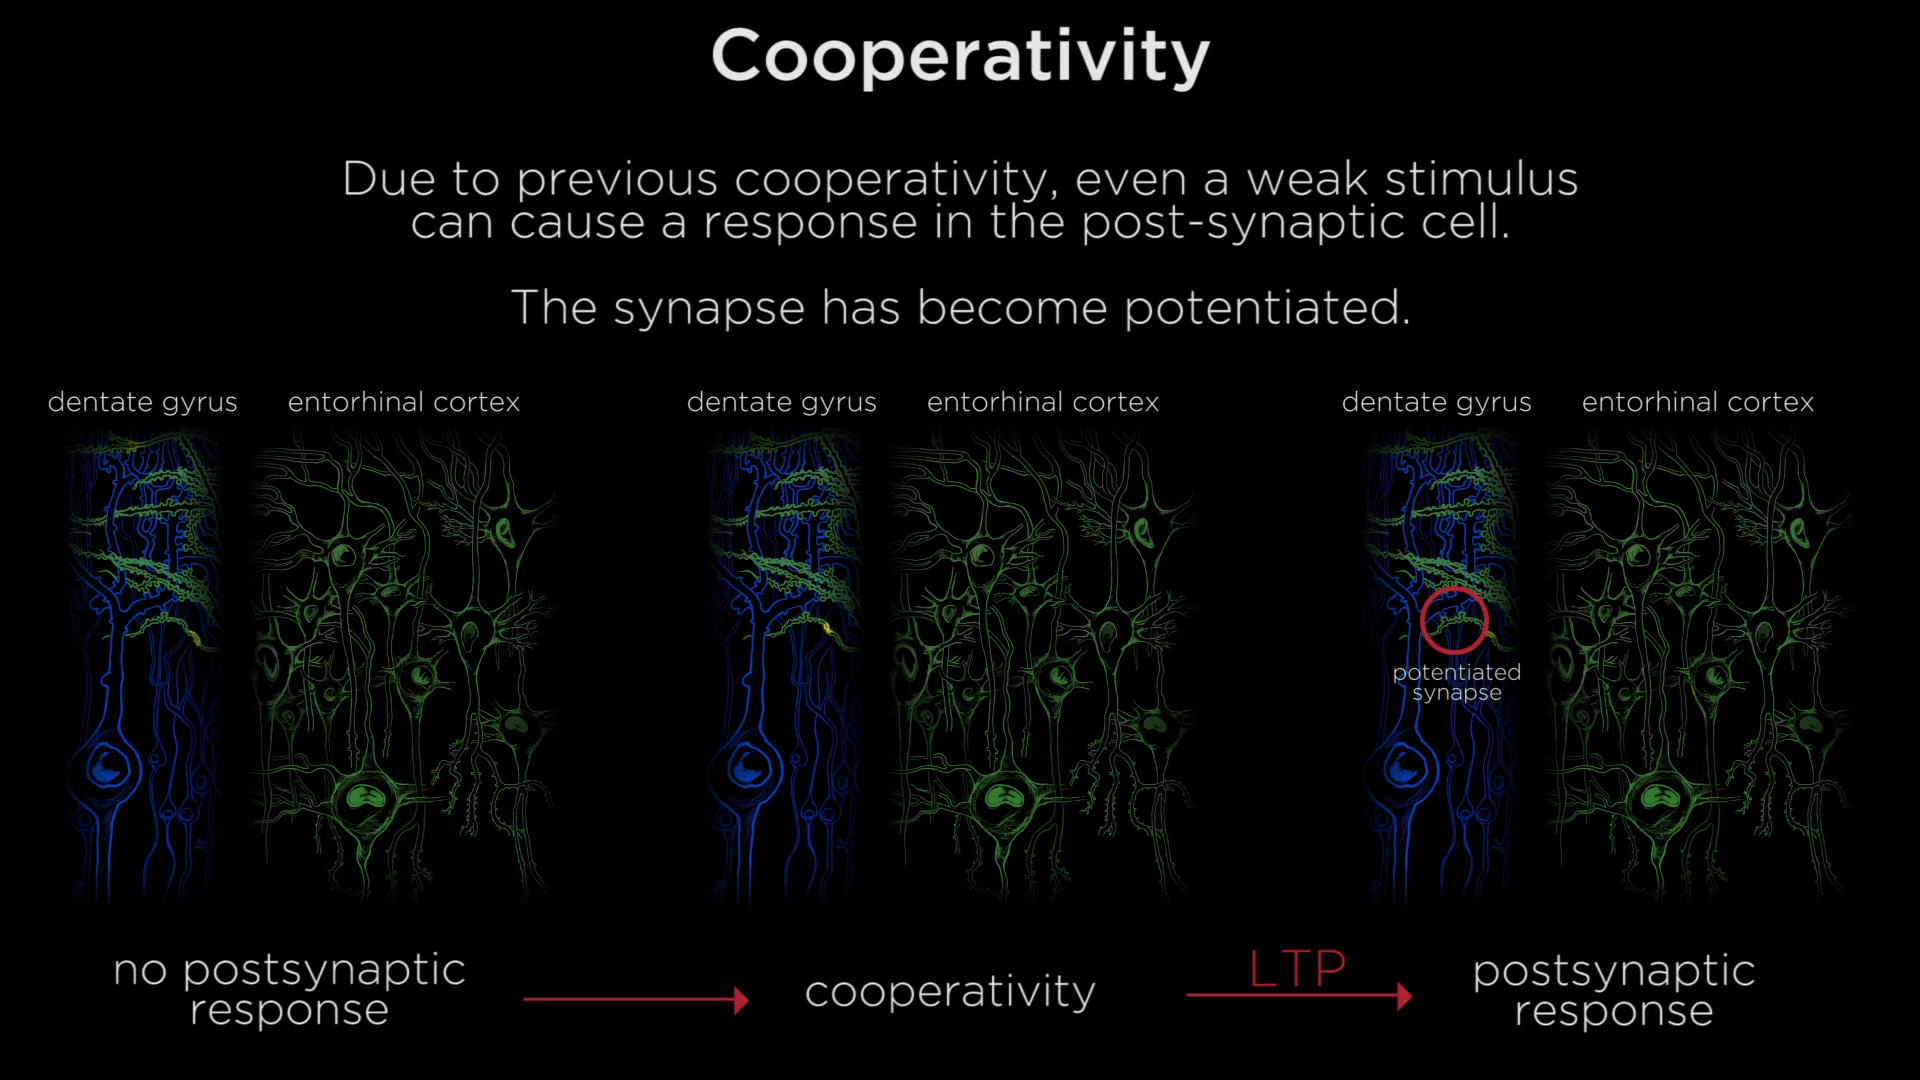 Cooperativity
Due to previous cooperativity, even a weak stimulus
can cause a response in the post-synaptic cell.
The synapse has become potentiated.
dentate gyrus
entorhinal cortex
dentate gyrus
entorhinal cortex
dentate gyrus
entorhinal cortex
potentiated
synapse
no postsynaptic
response
cooperativity
LTP
postsynaptic
response